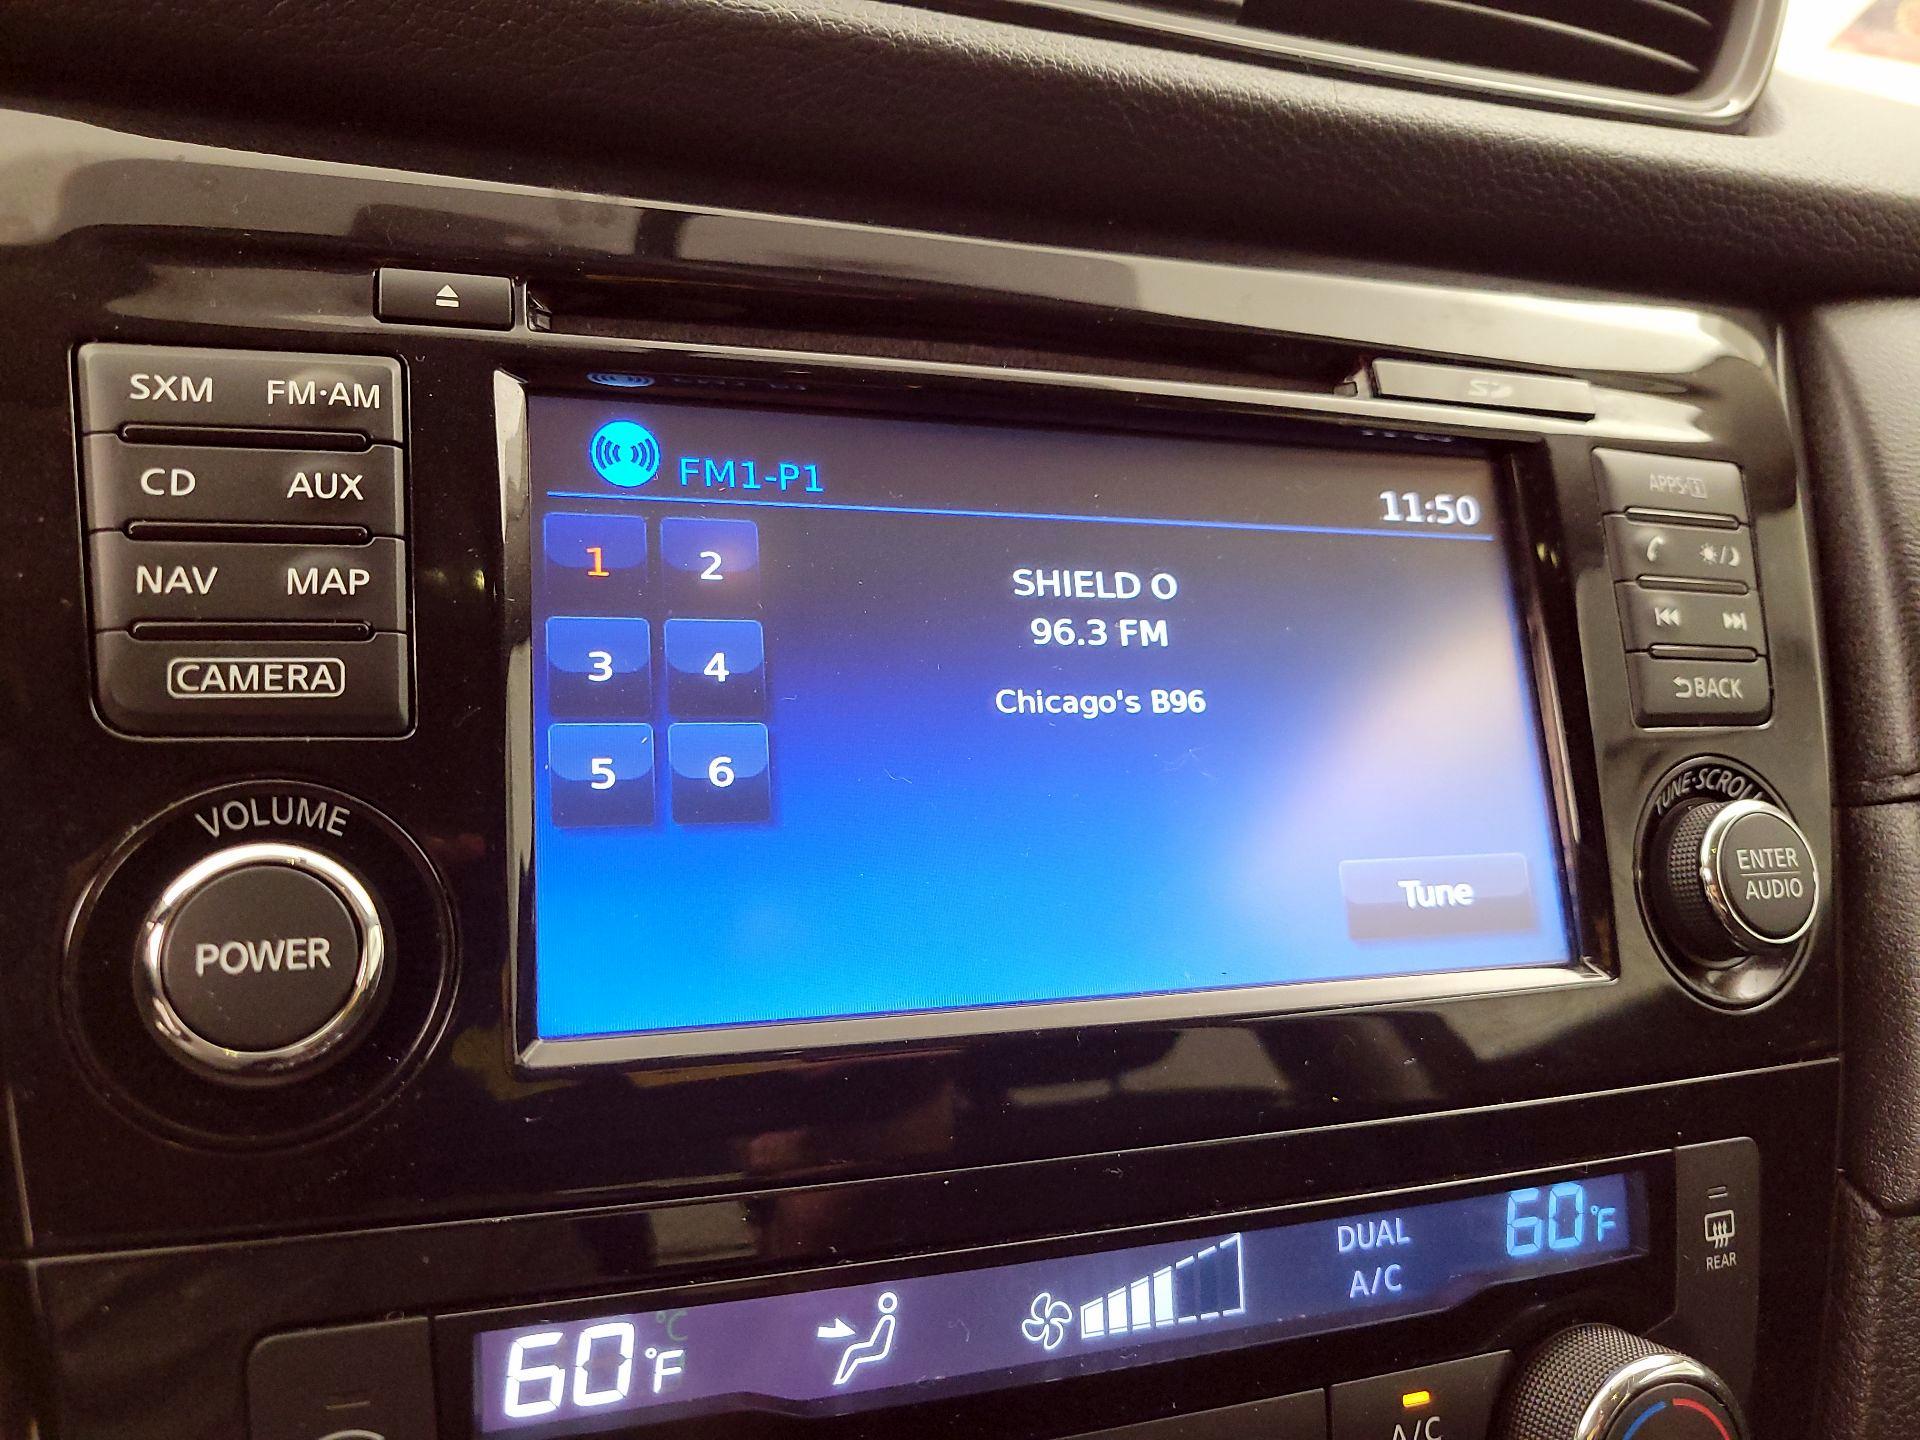 SXM FM·AM
CD AUX
NAV MAP
CAMERA
VOLUME
POWER
FM1-P1
11:50
1 2
3 4
5 6
SHIELD O
96.3 FM
Chicago's B96
Tune
APPS·i
BACK
TUNE·SCROLL
ENTER
AUDIO
60°F
°C
DUAL
A/C
60°F
REAR
A/C